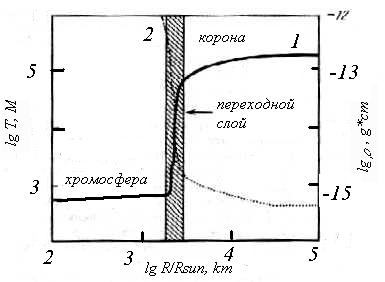 -12
2
корона
1
5
-13
lg T, M
переходной
слой
lg ρ, g*cm
хромосфера
3
-15
2
3
4
5
lg R/Rsun, km